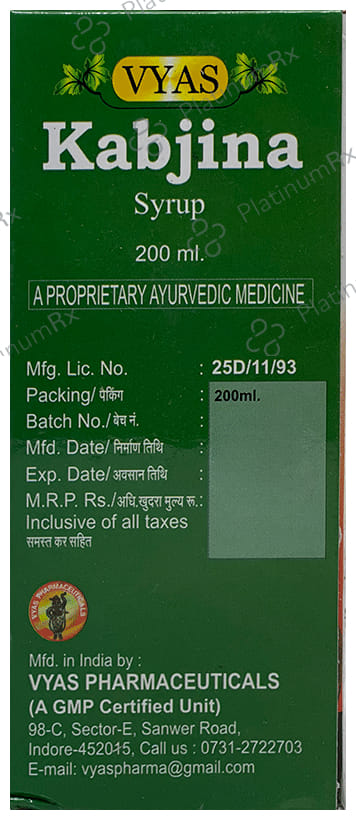 VYAS
Kabjina
Syrup
200 ml.
A PROPRIETARY AYURVEDIC MEDICINE
Mfg. Lic. No. : 25D/11/93
Packing/ पैकिंग : 200ml.
Batch No./बेच नं. :
Mfd. Date/ निर्माण तिथि :
Exp. Date/ अवसान तिथि :
M.R.P. Rs./अधि.खुदरा मुल्य रू.:
Inclusive of all taxes
समस्त कर सहित
VYAS PHARMACEUTICALS
Mfd. in India by :
VYAS PHARMACEUTICALS
(A GMP Certified Unit)
98-C, Sector-E, Sanwer Road,
Indore-452015, Call us : 0731-2722703
E-mail: vyaspharma@gmail.com
PlatinumRx